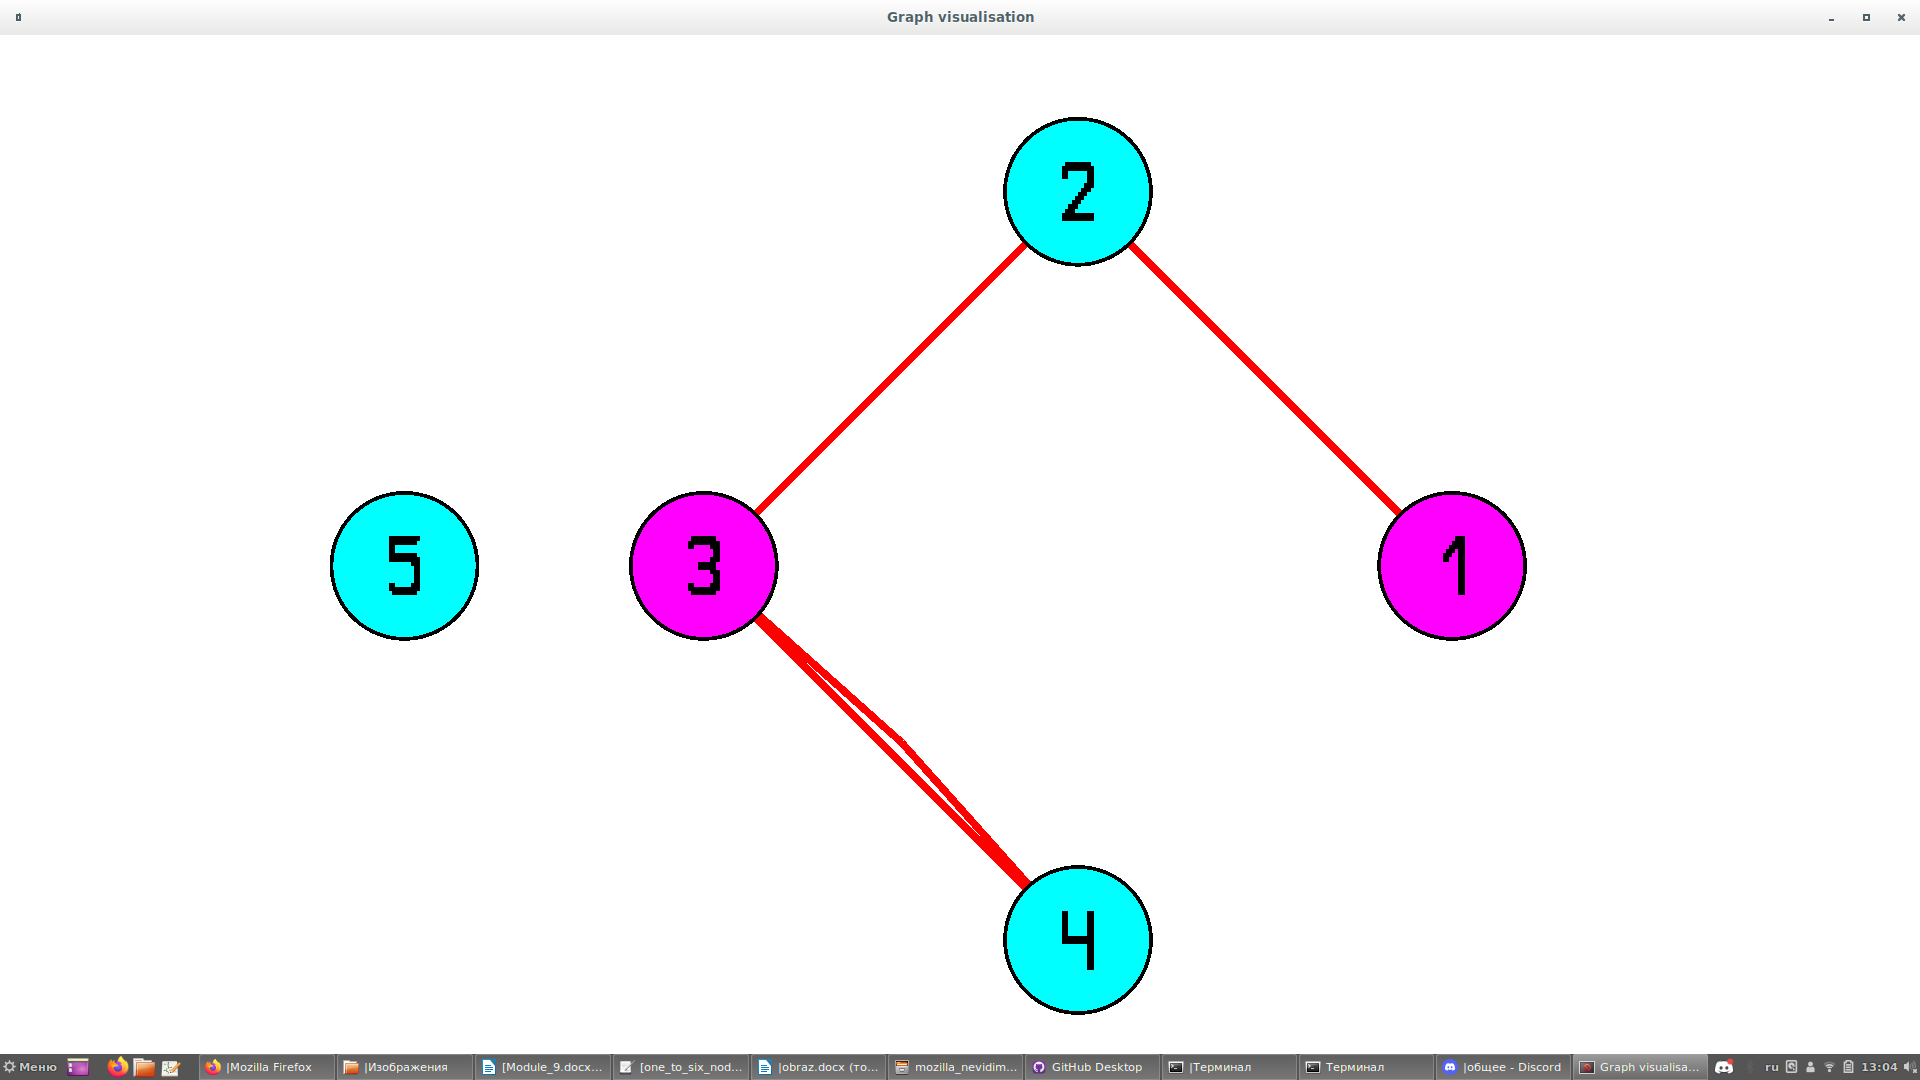 Graph visualisation
2
5
3
1
4
Меню
|Mozilla Firefox
|Изображения
[Module_9.docx...
[one_to_six_nod...
|obraz.docx (то...
mozilla_nevidim...
GitHub Desktop
|Терминал
Терминал
|общее - Discord
Graph visualisa...
ru
13:04